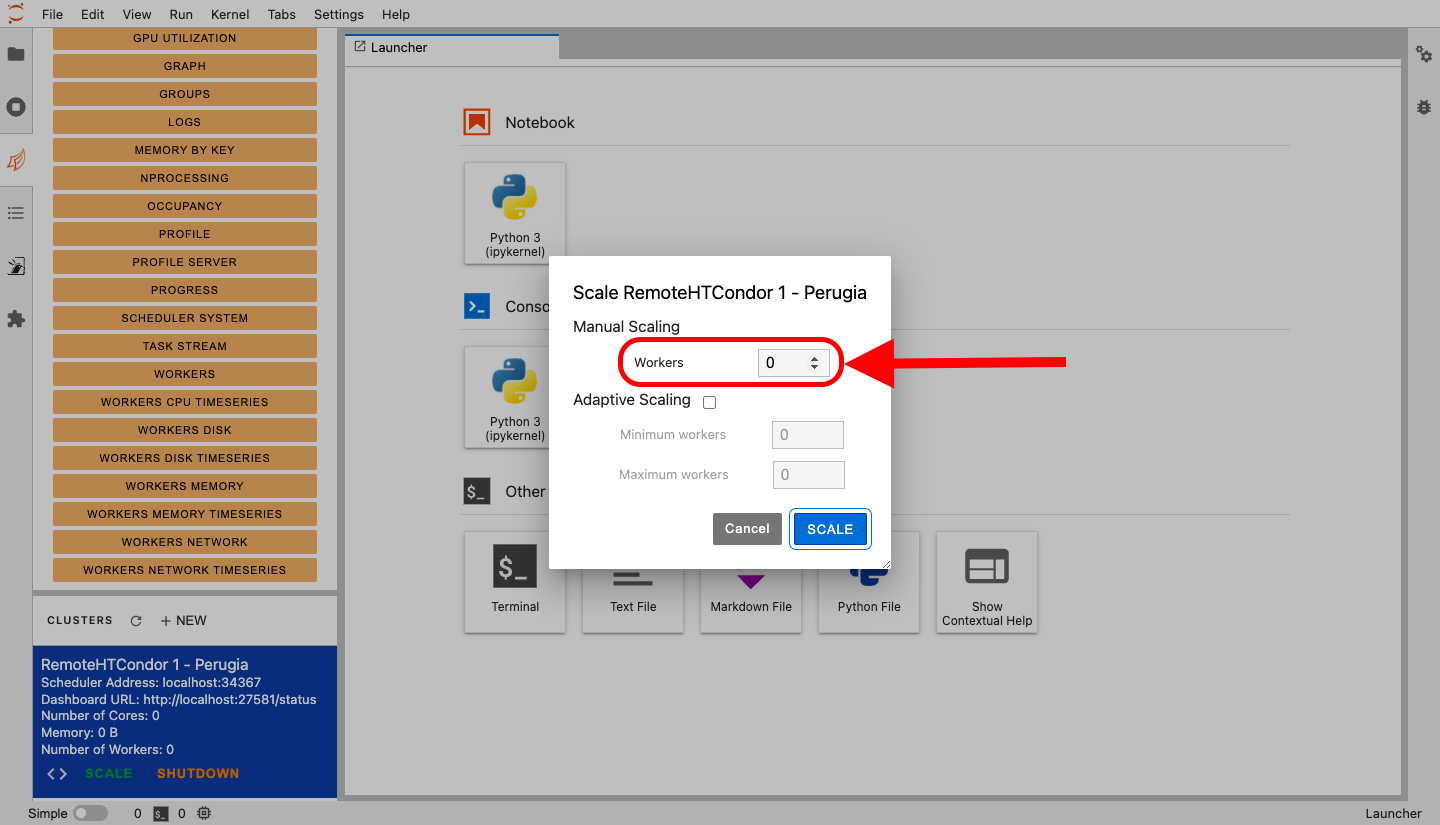 File Edit View Run Kernel Tabs Settings Help
GPU UTILIZATION
GRAPH
GROUPS
LOGS
MEMORY BY KEY
NPROCESSING
OCCUPANCY
PROFILE
PROFILE SERVER
PROGRESS
SCHEDULER SYSTEM
TASK STREAM
WORKERS
WORKERS CPU TIMESERIES
WORKERS DISK
WORKERS DISK TIMESERIES
WORKERS MEMORY
WORKERS MEMORY TIMESERIES
WORKERS NETWORK
WORKERS NETWORK TIMESERIES
CLUSTERS + NEW
RemoteHTCondor 1 - Perugia
Scheduler Address: localhost:34367
Dashboard URL: http://localhost:27581/status
Number of Cores: 0
Memory: 0 B
Number of Workers: 0
<> SCALE SHUTDOWN
Launcher
Notebook
Python 3
(ipykernel)
Conso
Python 3
(ipykernel)
$_ Other
$_
Terminal
Text File
Markdown File
Python File
Show
Contextual Help
Scale RemoteHTCondor 1 - Perugia
Manual Scaling
Workers 0
Adaptive Scaling
Minimum workers 0
Maximum workers 0
Cancel SCALE
Simple 0 $_ 0 Launcher